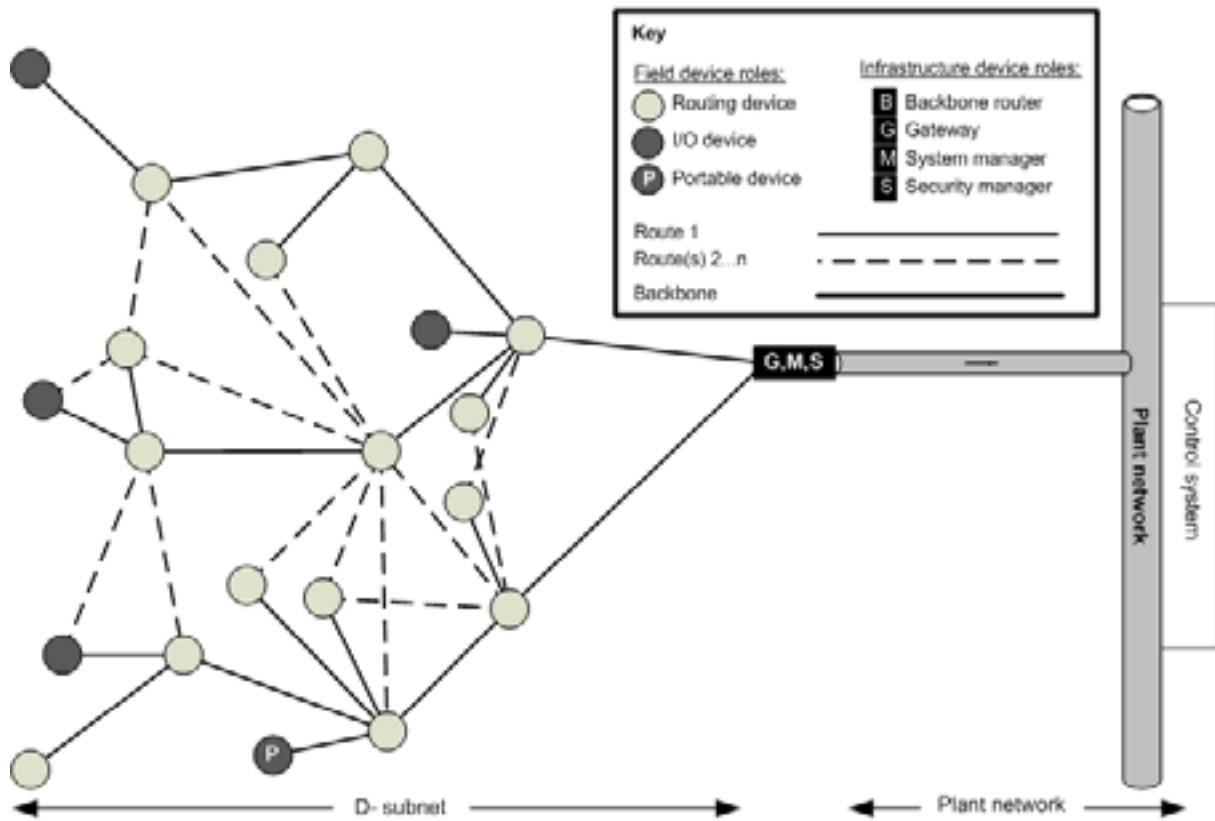 Key
Field device roles:
Routing device
I/O device
P
Portable device
Infrastructure device roles:
B Backbone router
G Gateway
M System manager
S Security manager
Route 1
Route(s) 2...n
Backbone
G,M,S
Plant network
Control system
P
D- subnet
Plant network